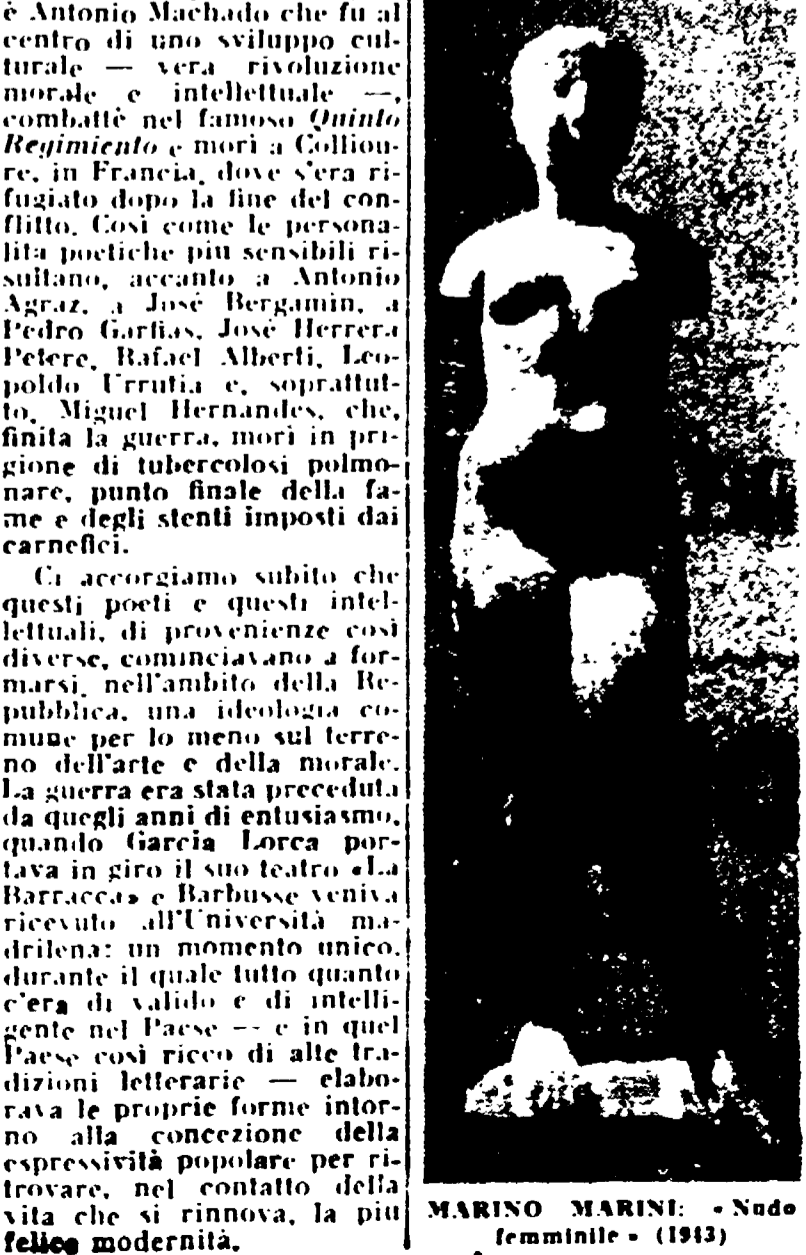 è Antonio Machado che fu al
centro di uno sviluppo cul-
turale — vera rivoluzione
morale e intellettuale —,
combattè nel famoso Quinto
Regimiento e morì a Colliou-
re, in Francia, dove s'era ri-
fugiato dopo la fine del con-
flitto. Così come le persona-
lità poetiche più sensibili ri-
sultano, accanto a Antonio
Agraz, a José Bergamin, a
Pedro Garfias, José Herrera
Petere, Rafael Alberti, Leo-
poldo Urrutia e, soprattut-
to, Miguel Hernandes, che,
finita la guerra, morì in pri-
gione di tubercolosi polmo-
nare, punto finale della fa-
me e degli stenti imposti dai
carnefici.
Ci accorgiamo subito che
questi poeti e questi intel-
lettuali, di provenienze così
diverse, cominciavano a for-
marsi, nell'ambito della Re-
pubblica, una ideologia co-
mune per lo meno sul terre-
no dell'arte e della morale.
La guerra era stata preceduta
da quegli anni di entusiasmo,
quando Garcia Lorca por-
tava in giro il suo teatro «La
Barracca» e Barbusse veniva
ricevuto all'Università ma-
drilena: un momento unico,
durante il quale tutto quanto
c'era di valido e di intelli-
gente nel Paese — e in quel
Paese così ricco di alte tra-
dizioni letterarie — elabo-
rava le proprie forme intor-
no alla concezione della
espressività popolare per ri-
trovare, nel contatto della
vita che si rinnova, la più
felice modernità.
MARINO MARINI: «Nudo
femminile» (1943)